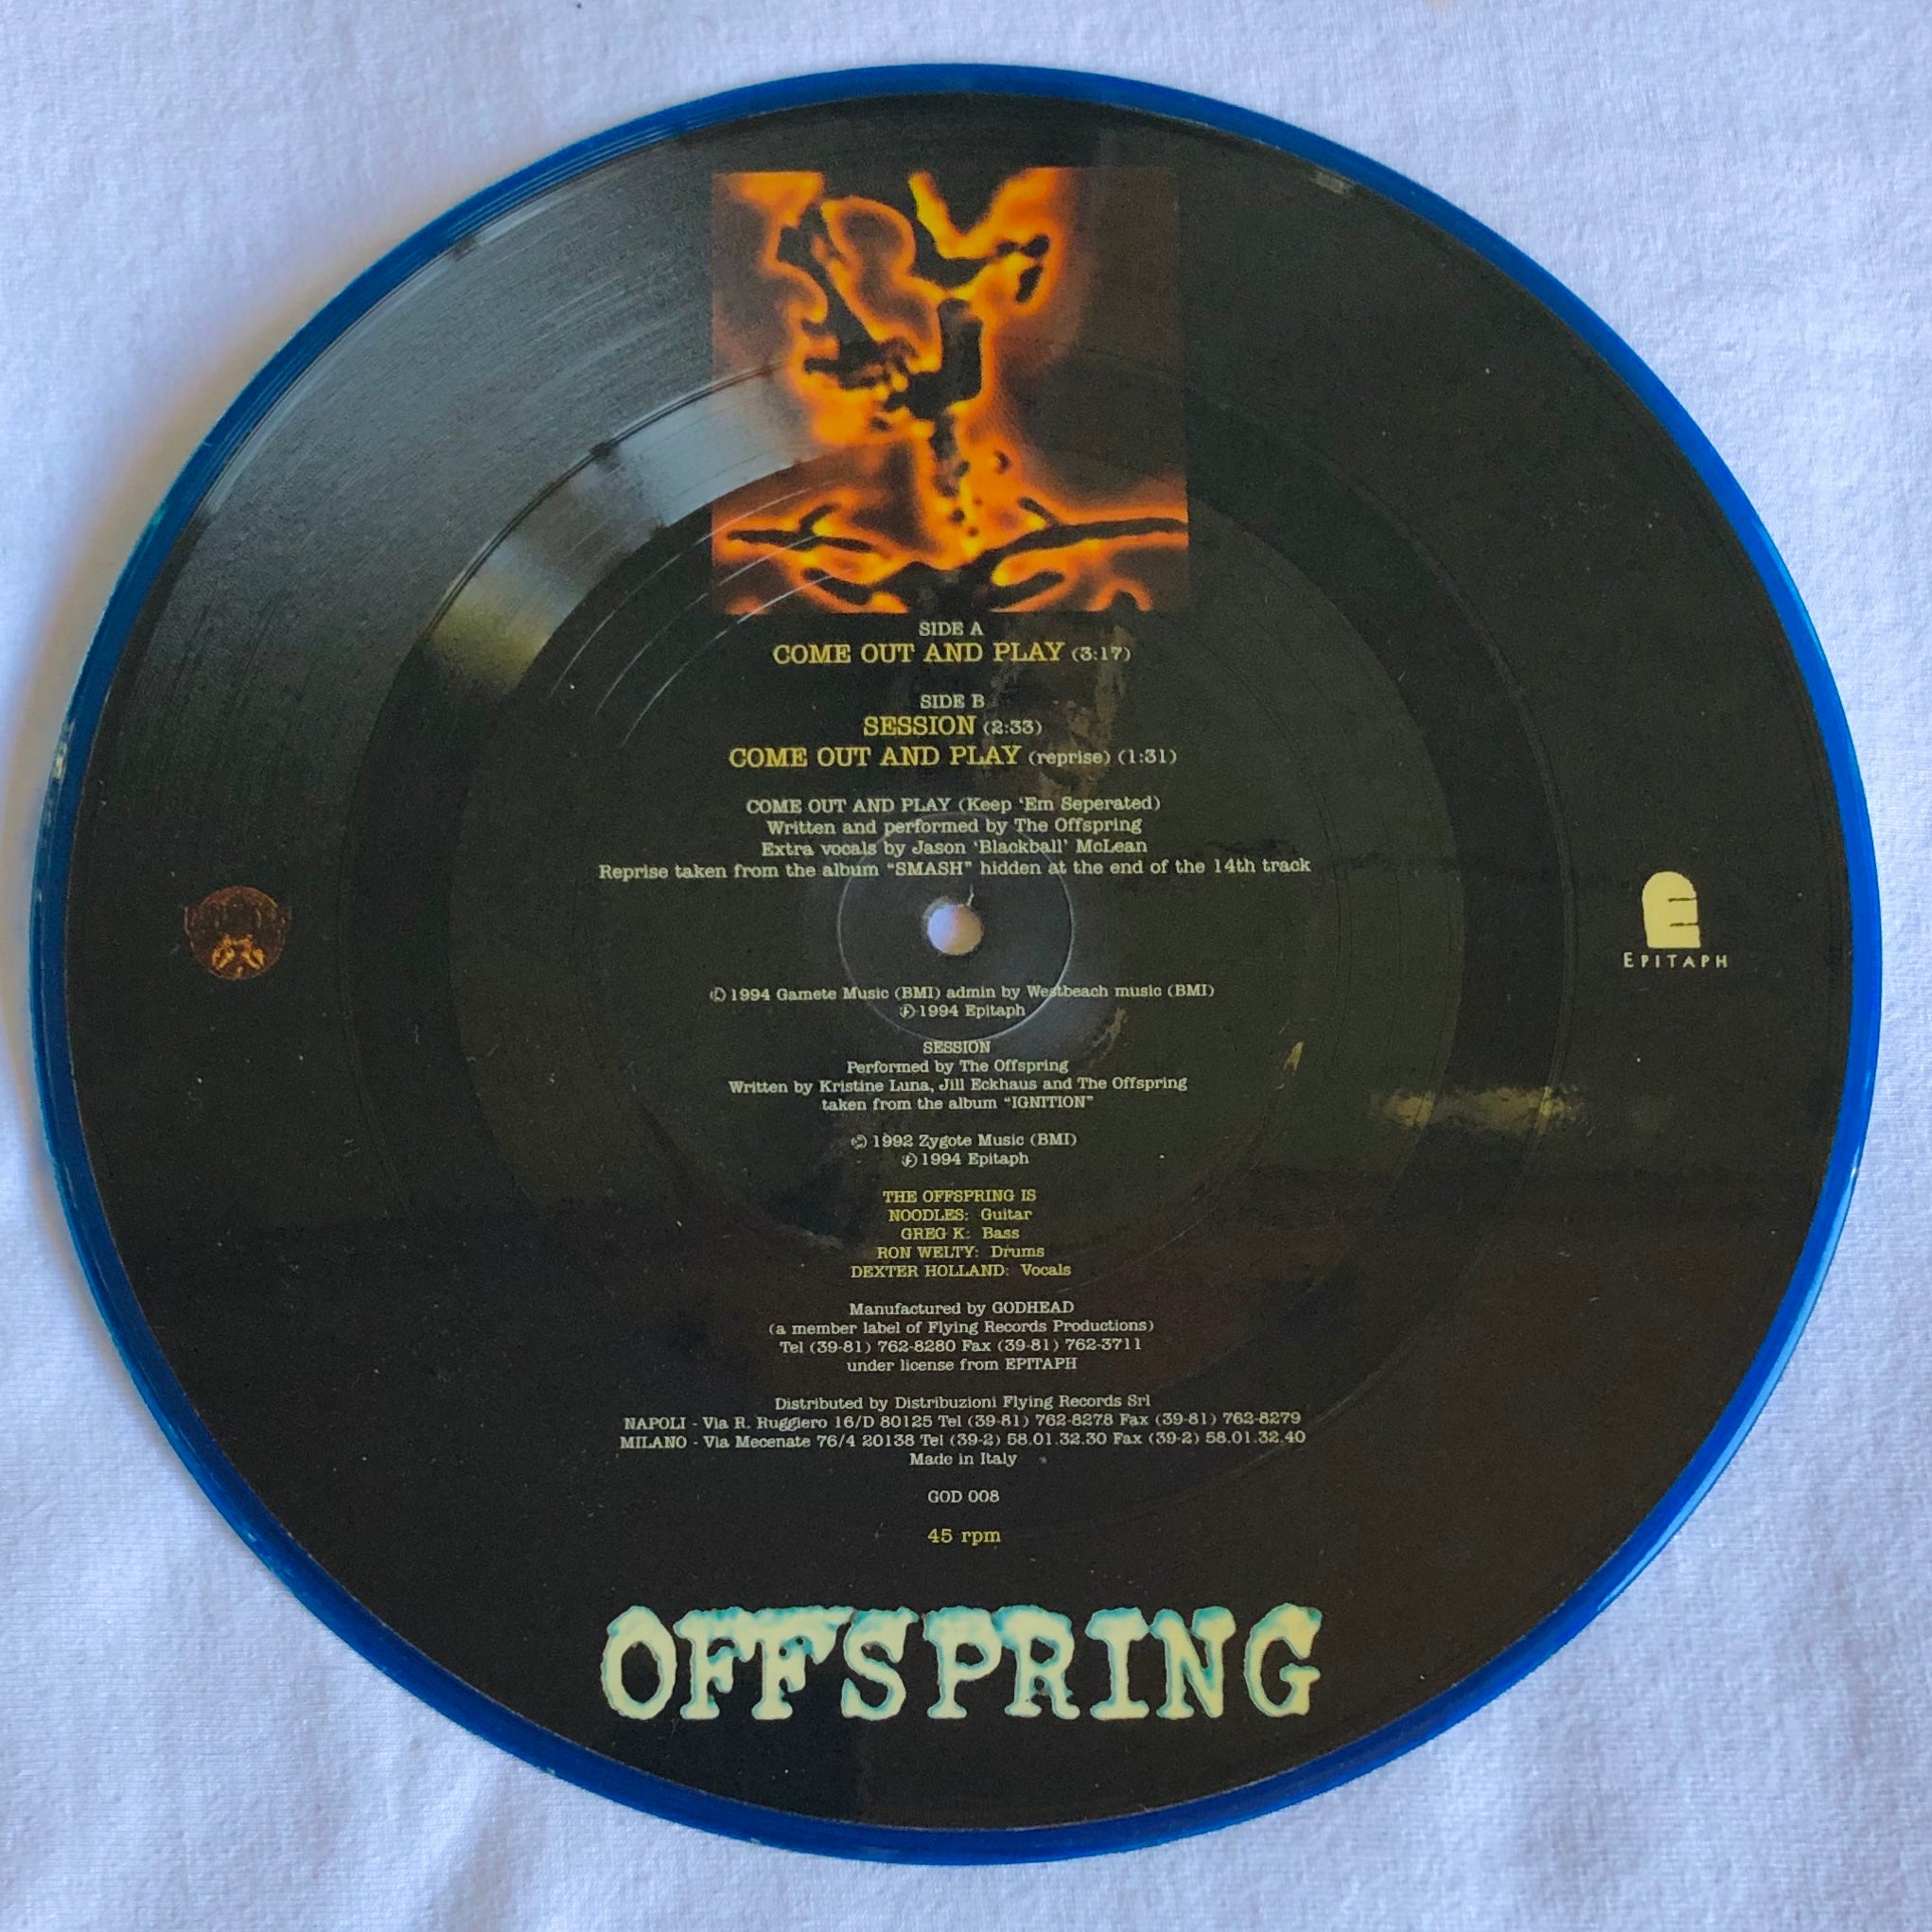 SIDE A
COME OUT AND PLAY (3:17)
SIDE B
SESSION (2:33)
COME OUT AND PLAY (reprise) (1:31)
COME OUT AND PLAY (Keep ‘Em Seperated)
Written and performed by The Offspring
Extra vocals by Jason ‘Blackball’ McLean
Reprise taken from the album “SMASH” hidden at the end of the 14th track
EPITAPH
© 1994 Gamete Music (BMI) admin by Westbeach music (BMI)
℗ 1994 Epitaph
SESSION
Performed by The Offspring
Written by Kristine Luna, Jill Eckhaus and The Offspring
taken from the album “IGNITION”
© 1992 Zygote Music (BMI)
℗ 1994 Epitaph
THE OFFSPRING IS
NOODLES: Guitar
GREG K: Bass
RON WELTY: Drums
DEXTER HOLLAND: Vocals
Manufactured by GODHEAD
(a member label of Flying Records Productions)
Tel (39-81) 762-8280 Fax (39-81) 762-3711
under license from EPITAPH
Distributed by Distribuzioni Flying Records Srl
NAPOLI - Via R. Ruggiero 16/D 80125 Tel (39-81) 762-8278 Fax (39-81) 762-8279
MILANO - Via Mecenate 76/4 20138 Tel (39-2) 58.01.32.30 Fax (39-2) 58.01.32.40
Made in Italy
GOD 008
45 rpm
OFFSPRING